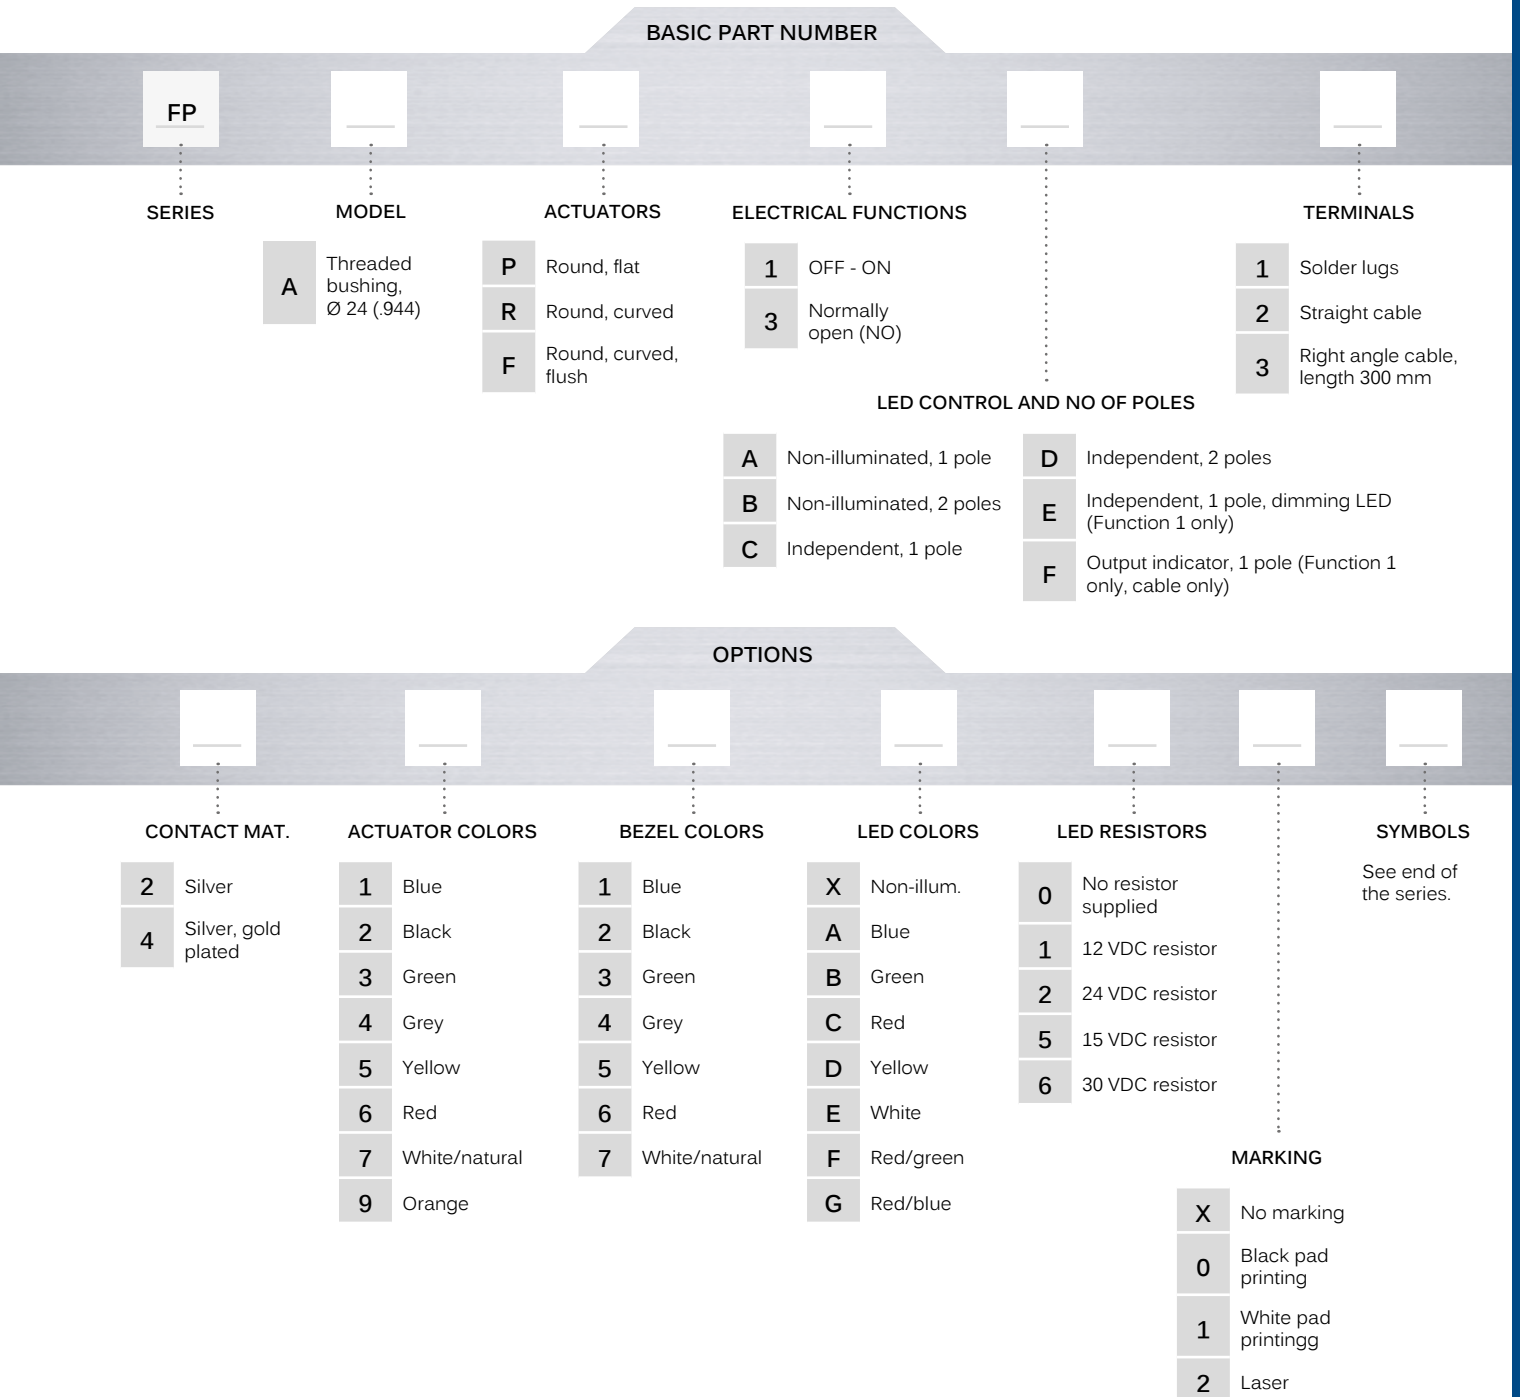 BASIC PART NUMBER
FP
SERIES
MODEL
A
Threaded
bushing,
Ø 24 (.944)
ACTUATORS
P Round, flat
R Round, curved
F
Round, curved,
flush
ELECTRICAL FUNCTIONS
1 OFF - ON
3
Normally
open (NO)
TERMINALS
1 Solder lugs
2 Straight cable
3
Right angle cable,
length 300 mm
LED CONTROL AND NO OF POLES
A Non-illuminated, 1 pole
B Non-illuminated, 2 poles
C Independent, 1 pole
D Independent, 2 poles
E
Independent, 1 pole, dimming LED
(Function 1 only)
F
Output indicator, 1 pole (Function 1
only, cable only)
OPTIONS
CONTACT MAT.
2 Silver
4
Silver, gold
plated
ACTUATOR COLORS
1 Blue
2 Black
3 Green
4 Grey
5 Yellow
6 Red
7 White/natural
9 Orange
BEZEL COLORS
1 Blue
2 Black
3 Green
4 Grey
5 Yellow
6 Red
7 White/natural
LED COLORS
X Non-illum.
A Blue
B Green
C Red
D Yellow
E White
F Red/green
G Red/blue
LED RESISTORS
0
No resistor
supplied
1 12 VDC resistor
2 24 VDC resistor
5 15 VDC resistor
6 30 VDC resistor
MARKING
X No marking
0
Black pad
printing
1
White pad
printingg
2 Laser
SYMBOLS
See end of
the series.